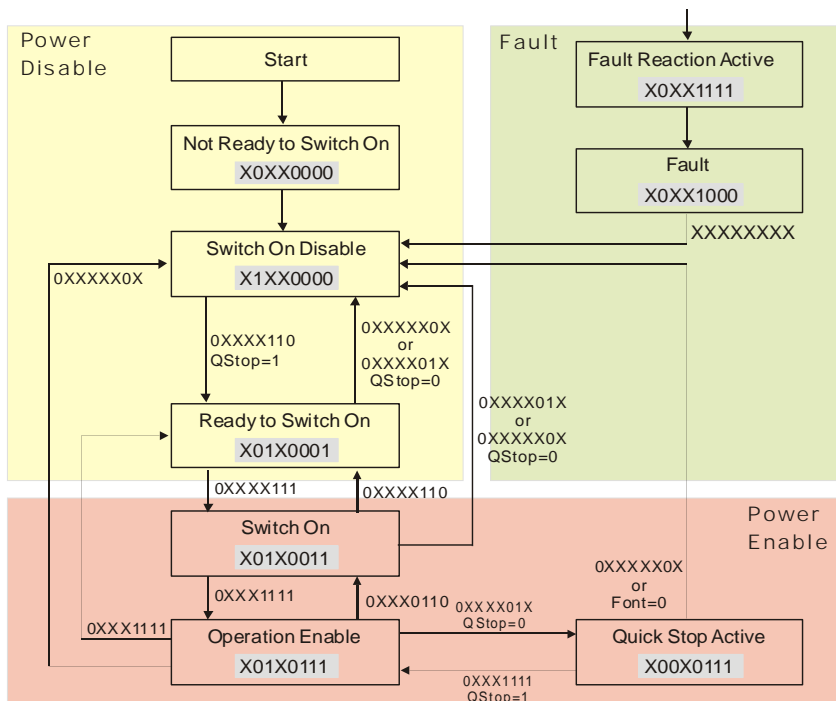 Power
Disable
Start
Not Ready to Switch On
X0XX0000
Switch On Disable
X1XX0000
0XXXXX0X
0XXXX110
QStop=1
0XXXXX0X
or
0XXXX01X
QStop=0
Ready to Switch On
X01X0001
0XXXX01X
or
0XXXXX0X
QStop=0
0XXXX111
0XXXX110
Fault
Fault Reaction Active
X0XX1111
Fault
X0XX1000
XXXXXXXX
Power
Enable
Switch On
X01X0011
0XXX1111
0XXX0110
0XXX1111
Operation Enable
X01X0111
0XXXX01X
QStop=0
0XXX1111
QStop=1
0XXXXX0X
or
Font=0
Quick Stop Active
X00X0111